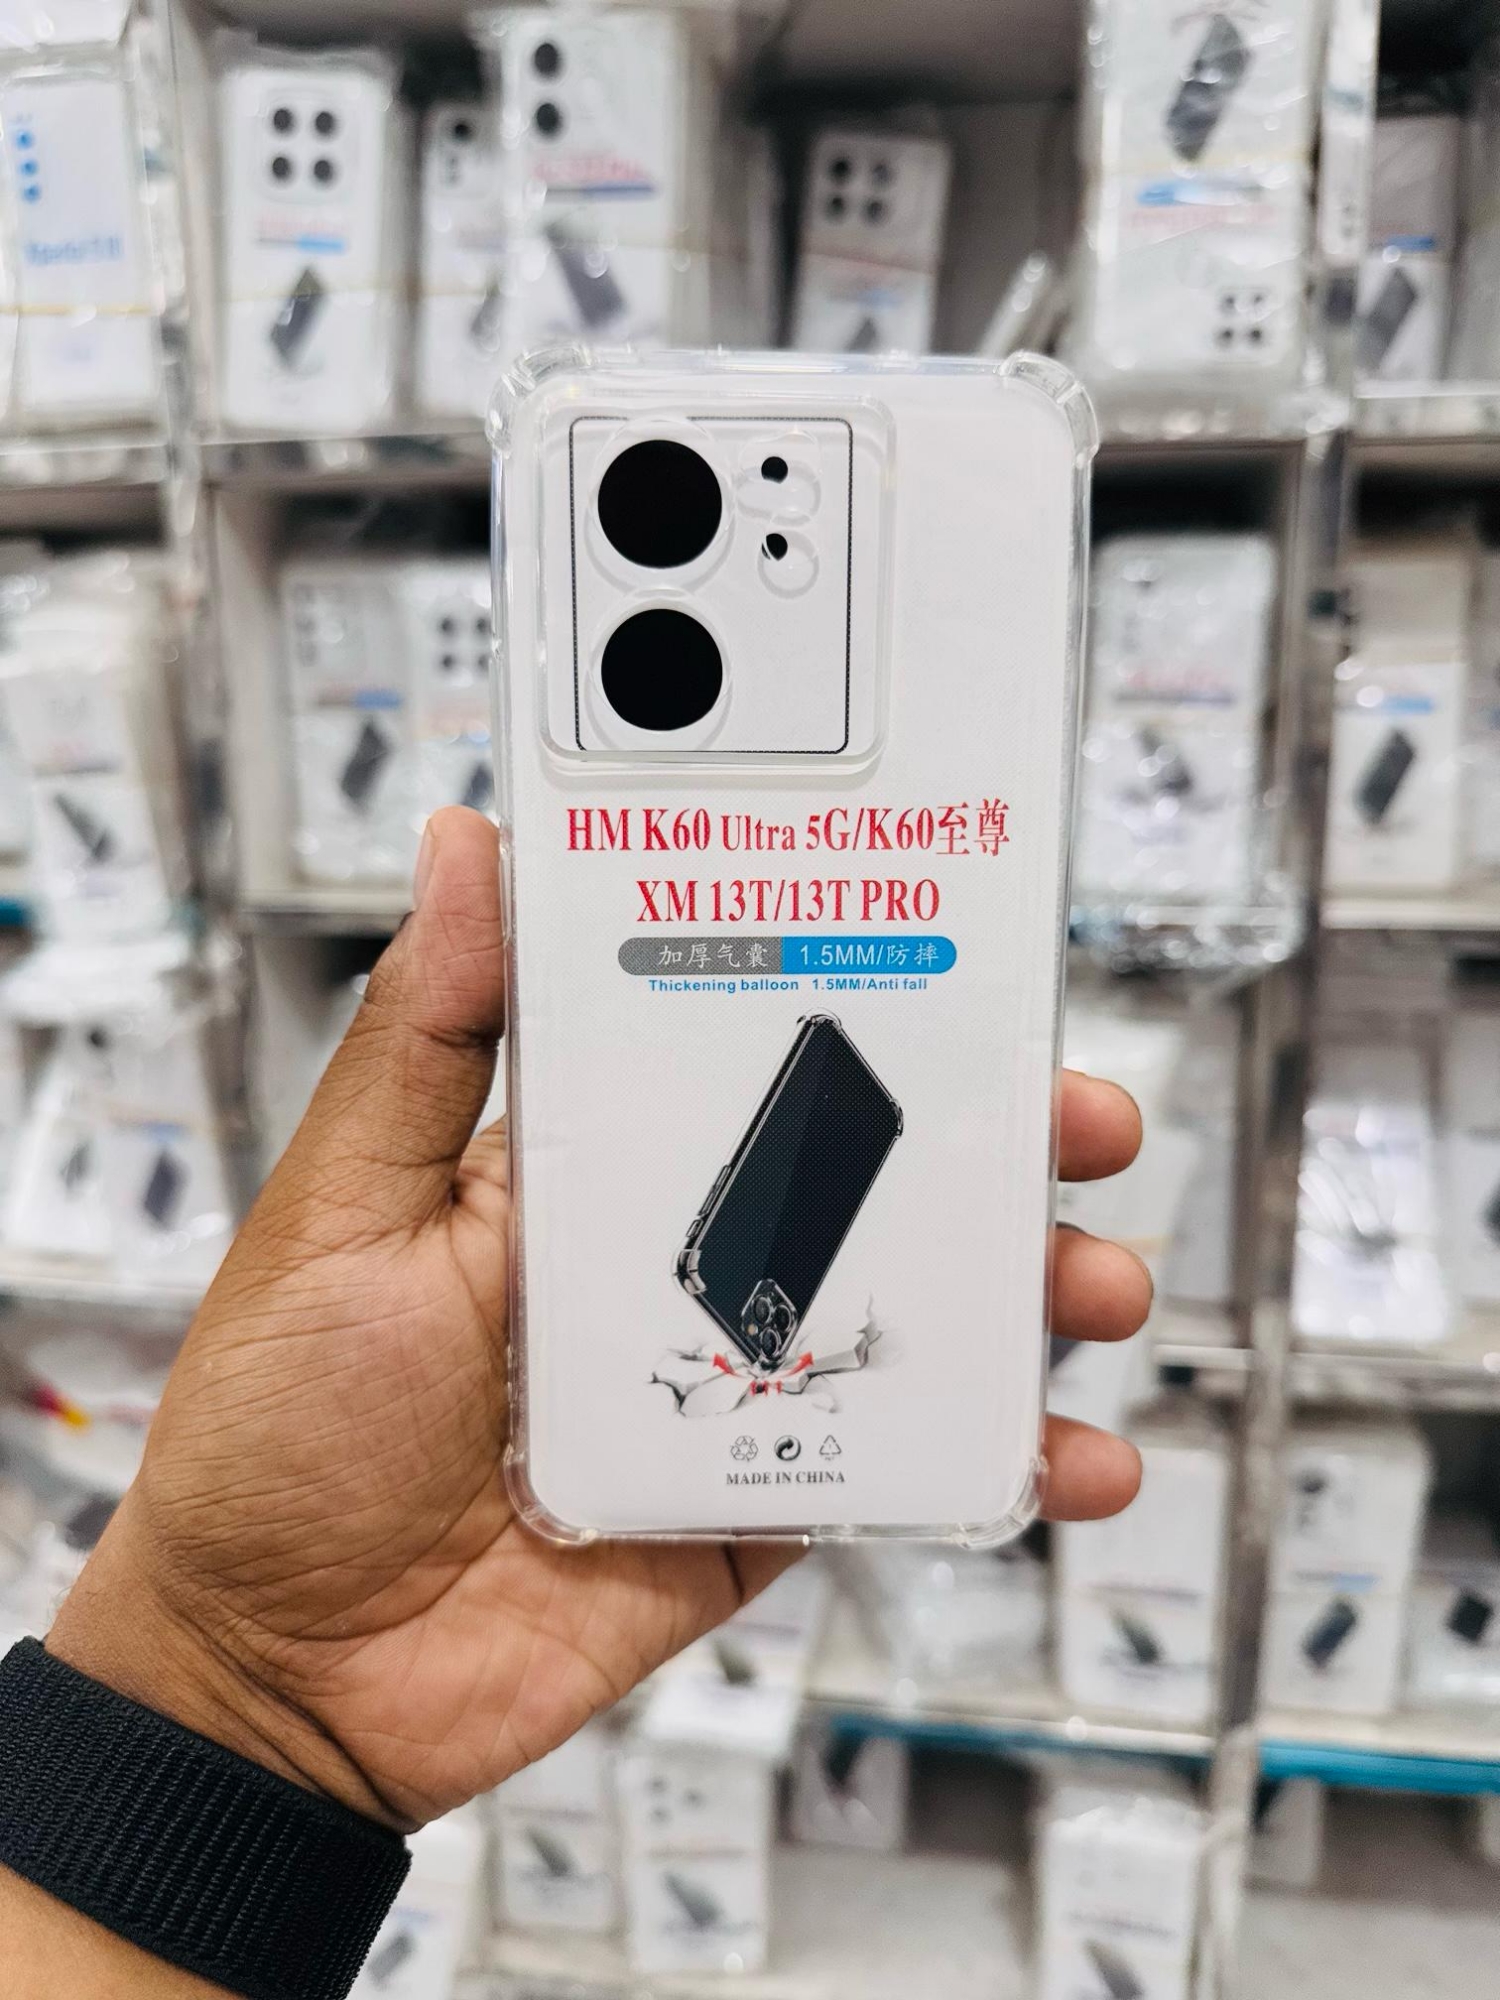 HM K60 Ultra 5G/K60至尊
XM 13T/13T PRO
加厚气囊 1.5MM/防摔
Thickening balloon 1.5MM/Anti fall
MADE IN CHINA